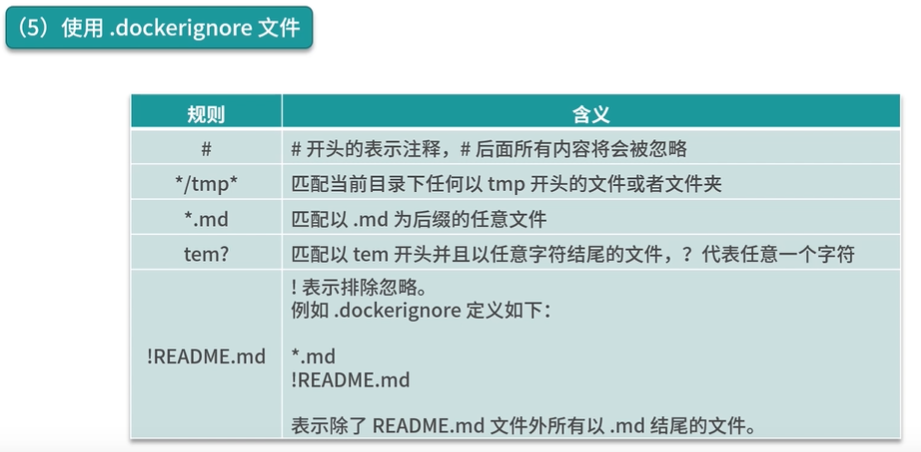 （5）使用 .dockerignore 文件
规则 含义
# # 开头的表示注释，# 后面所有内容将会被忽略
*/tmp* 匹配当前目录下任何以 tmp 开头的文件或者文件夹
*.md 匹配以 .md 为后缀的任意文件
tem? 匹配以 tem 开头并且以任意字符结尾的文件，？代表任意一个字符
! 表示排除忽略。
例如 .dockerignore 定义如下：
!README.md *.md
!README.md
表示除了 README.md 文件外所有以 .md 结尾的文件。